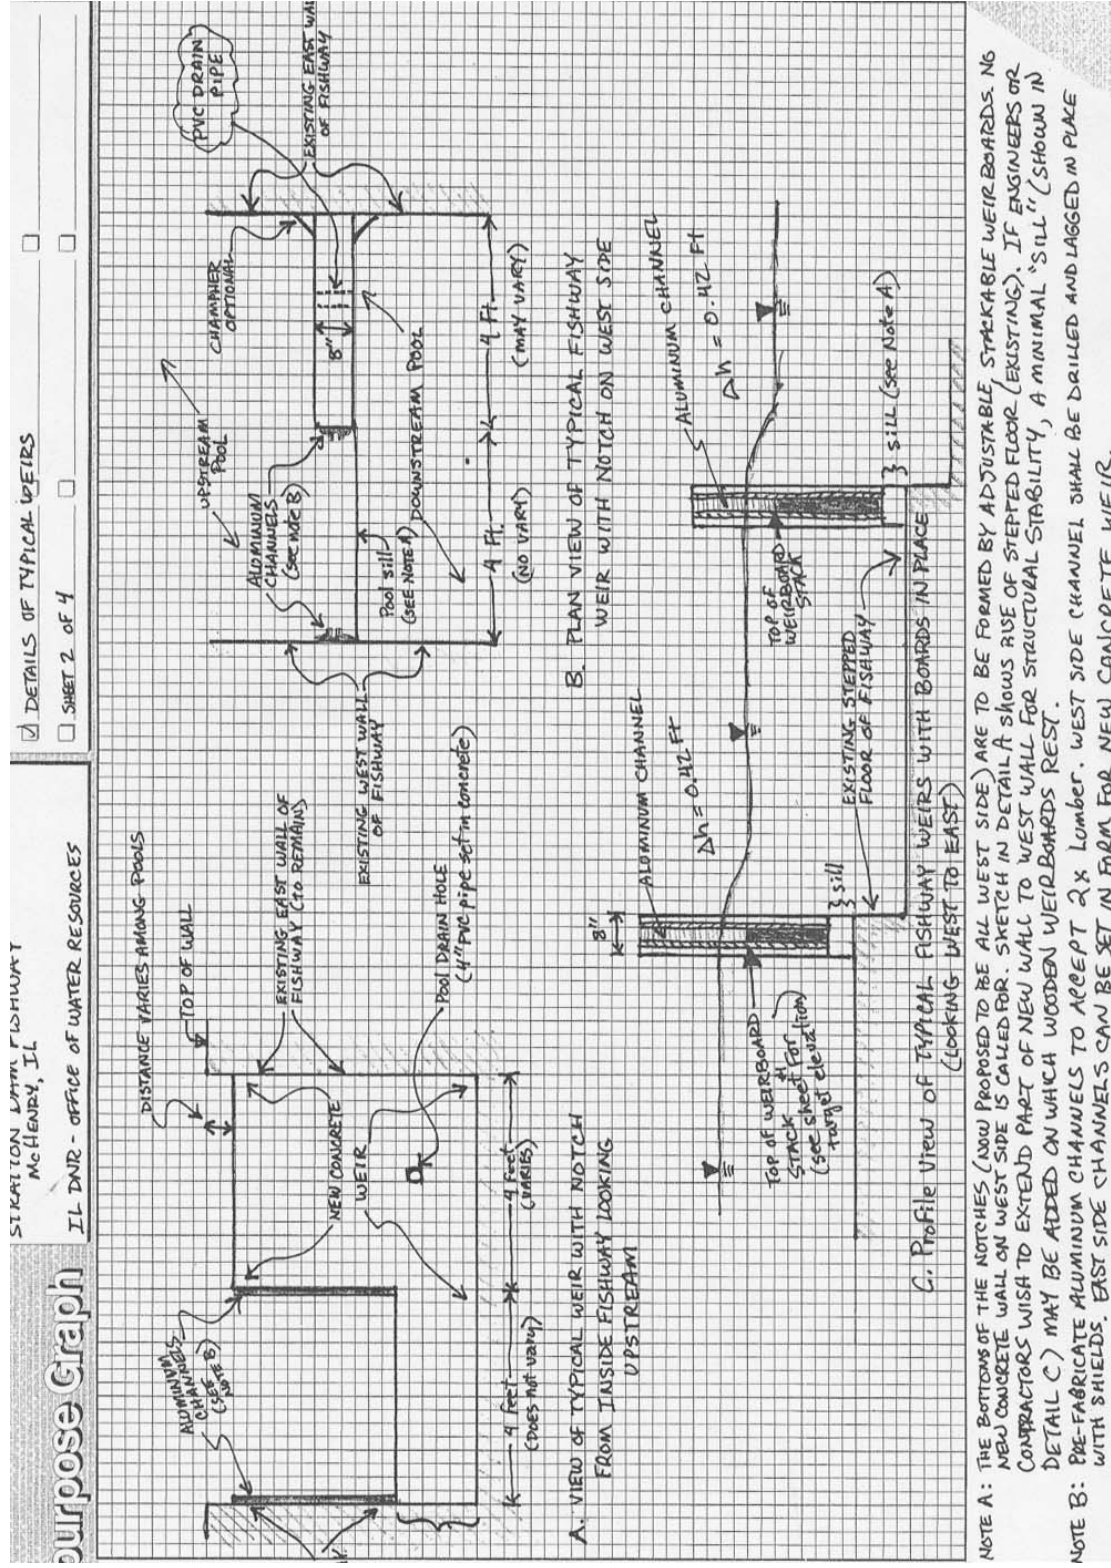 purpose Graph
STRATTON DAM FISHWAY
McHENRY, IL
IL DNR - OFFICE OF WATER RESOURCES
☑ DETAILS OF TYPICAL WEIRS
☐ SHEET 2 OF 4
DISTANCE VARIES AMONG POOLS
TOP OF WALL
ALUMINUM
CHANNELS
(SEE
NOTE B)
EXISTING EAST WALL OF
FISHWAY (TO REMAIN)
NEW CONCRETE
WEIR
POOL DRAIN HOLE
(4" PVC pipe set in concrete)
4 feet
(DOES not vary)
4 feet
(VARIES)
A. VIEW OF TYPICAL WEIR WITH NOTCH
FROM INSIDE FISHWAY LOOKING
UPSTREAM
UPSTREAM
POOL
CHAMPHER
OPTIONAL
PVC DRAIN
PIPE
EXISTING EAST WALL
OF FISHWAY
ALUMINUM
CHANNELS
(see note B)
8"
Pool sill
(SEE NOTE A)
DOWNSTREAM POOL
EXISTING WEST WALL
OF FISHWAY
4 Ft.
(NO VARY)
4 Ft.
(MAY VARY)
B. PLAN VIEW OF TYPICAL FISHWAY
WEIR WITH NOTCH ON WEST SIDE
8"
ALUMINUM CHANNEL
Δh = 0.42 Ft
ALUMINUM CHANNEL
Δh = 0.42 Ft
TOP OF WEIRBOARD
STACK
(see sheet 4 For
target elevation)
TOP OF
WEIRBOARD
STACK
sill
EXISTING STEPPED
FLOOR OF FISHWAY
Sill (see Note A)
C. Profile View of TYPICAL FISHWAY WEIRS WITH BOARDS IN PLACE
(LOOKING WEST TO EAST)
NOTE A: THE BOTTOMS OF THE NOTCHES (NOW PROPOSED TO BE ALL WEST SIDE) ARE TO BE FORMED BY ADJUSTABLE, STACKABLE WEIRBOARDS. NO
NEW CONCRETE WALL ON WEST SIDE IS CALLED FOR. SKETCH IN DETAIL A shows RISE OF STEPPED FLOOR (EXISTING). IF ENGINEERS OR
CONTRACTORS WISH TO EXTEND PART OF NEW WALL TO WEST WALL FOR STRUCTURAL STABILITY, A MINIMAL "SILL" (SHOWN IN
DETAIL C) MAY BE ADDED ON WHICH WOODEN WEIRBOARDS REST.
NOTE B: PRE-FABRICATE ALUMINUM CHANNELS TO ACCEPT 2x Lumber. WEST SIDE CHANNEL SHALL BE DRILLED AND LAGGED IN PLACE
WITH SHIELDS. EAST SIDE CHANNELS CAN BE SET IN FORM FOR NEW CONCRETE WEIR.